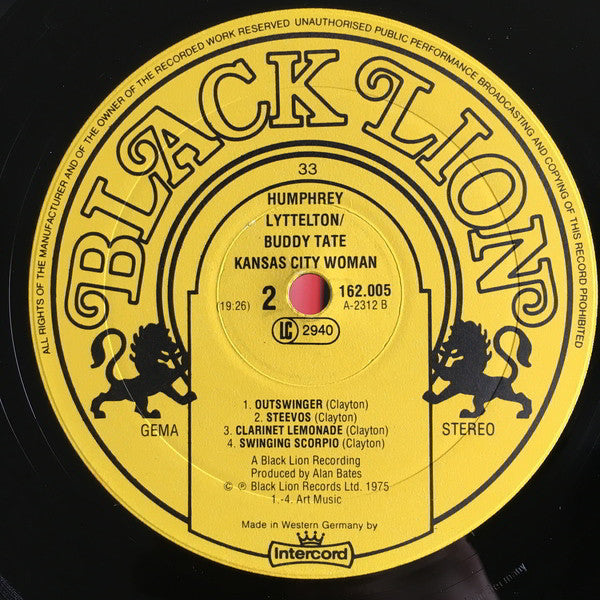 ALL RIGHTS OF THE MANUFACTURER AND OF THE OWNER OF THE RECORDED WORK RESERVED UNAUTHORISED PUBLIC PERFORMANCE BROADCASTING AND COPYING OF THIS RECORD PROHIBITED
BLACK LION
33
HUMPHREY
LYTTELTON/
BUDDY TATE
KANSAS CITY WOMAN
(19:26) 2 162.005
A-2312 B
LC 2940
1. OUTSWINGER (Clayton)
2. STEEVOS (Clayton)
3. CLARINET LEMONADE (Clayton)
4. SWINGING SCORPIO (Clayton)
GEMA STEREO
A Black Lion Recording
Produced by Alan Bates
© ℗ Black Lion Records Ltd. 1975
1.-4. Art Music
Made in Western Germany by
intercord